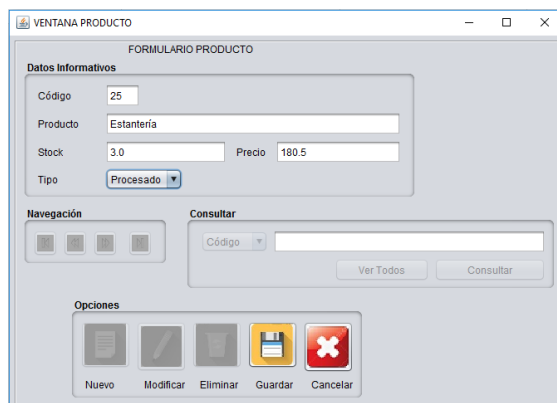 VENTANA PRODUCTO
FORMULARIO PRODUCTO
Datos Informativos
Código 25
Producto Estantería
Stock 3.0 Precio 180.5
Tipo Procesado
Navegación Consultar
Código
Ver Todos Consultar
Opciones
Nuevo Modificar Eliminar Guardar Cancelar